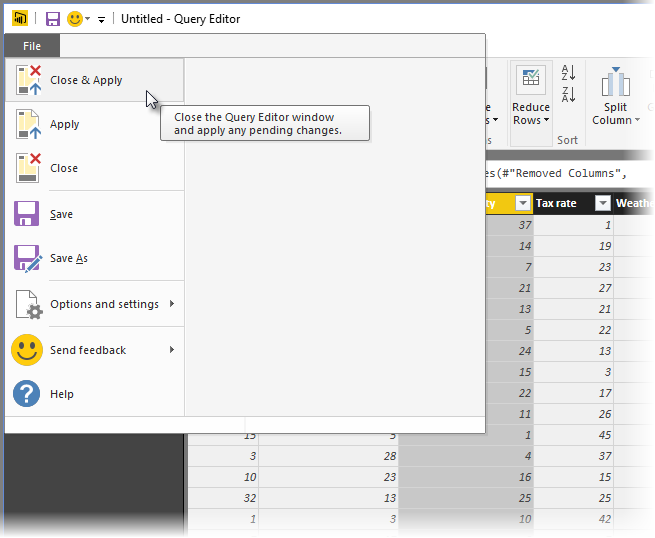 Untitled - Query Editor
File
Close & Apply
Close the Query Editor window
and apply any pending changes.
Apply
Close
Save
Save As
Options and settings
Send feedback
Help
Reduce
Rows
A
Z
Z
A
Sort
Split
Column
es(#"Removed Columns",
ty Tax rate Weath
37 1
14 19
7 23
21 27
13 21
5 22
24 13
15 3
22 17
11 26
15 5 1 45
3 28 4 37
10 23 16 15
32 13 25 25
1 3 10 42